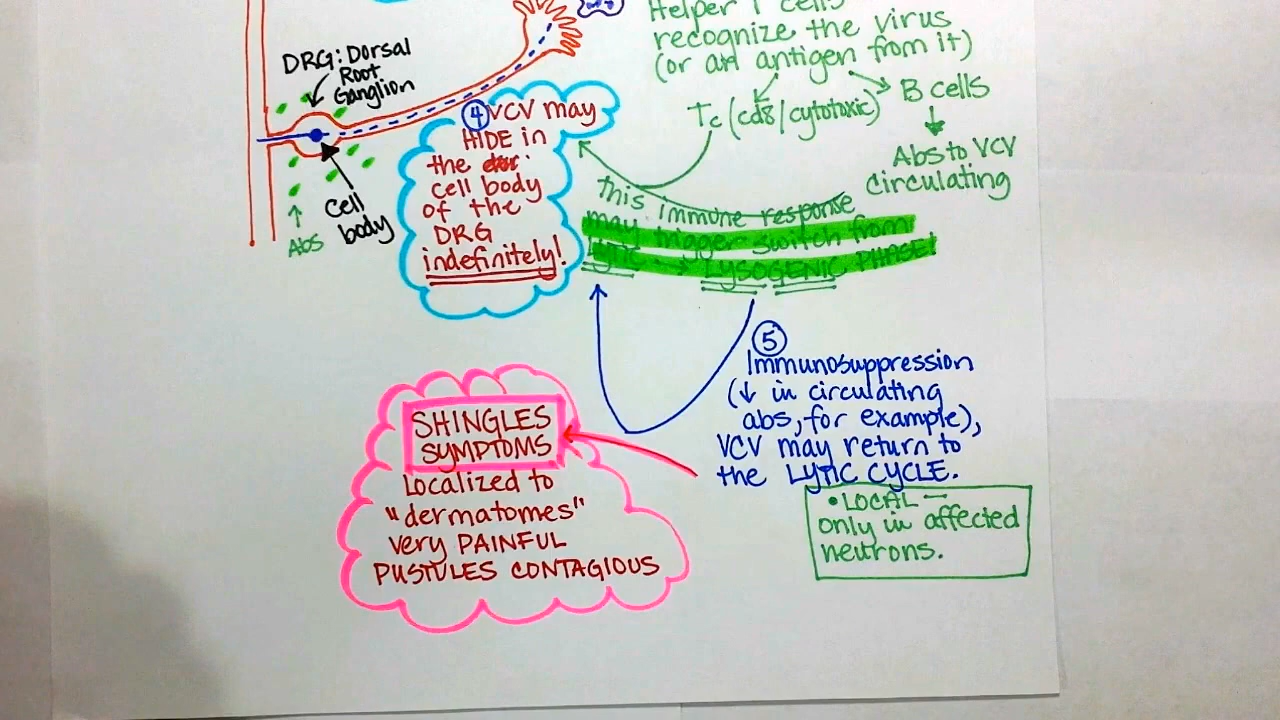 Helper T cells
recognize the virus
(or an antigen from it)
Tc (cd8/cytotoxic)
B cells
Abs to VCV
circulating
this immune response
may trigger switch from
LYTIC → LYSOGENIC PHASE!
DRG: Dorsal
Root
Ganglion
cell
body
↑
Abs
④ VCV may
HIDE in
the
cell body
of the
DRG
indefinitely!
⑤
Immunosuppression
(↓ in circulating
abs, for example),
VCV may return to
the LYTIC CYCLE.
• LOCAL —
only in affected
neutrons.
SHINGLES
SYMPTOMS
Localized to
"dermatomes"
very PAINFUL
PUSTULES CONTAGIOUS